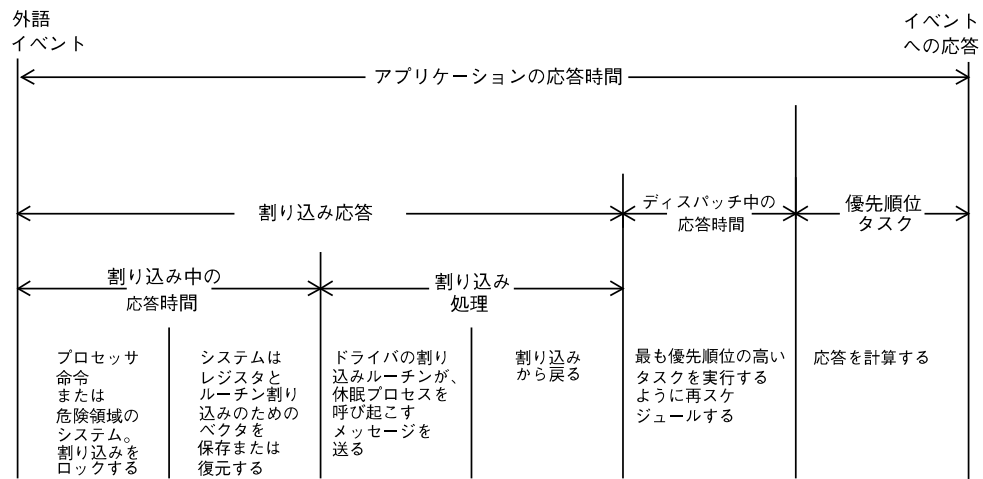 外語
イベント
イベント
への応答
アプリケーションの応答時間
割り込み応答
ディスパッチ中の
応答時間
優先順位
タスク
割り込み中の
応答時間
割り込み
処理
プロセッサ
命令
または
危険領域の
システム。
割り込みを
ロックする
システムは
レジスタと
ルーチン割り
込みのための
ベクタを
保存または
復元する
ドライバの割り
込みルーチンが、
休眠プロセスを
呼び起こす
メッセージを
送る
割り込み
から戻る
最も優先順位の高い
タスクを実行する
ように再スケ
ジュールする
応答を計算する